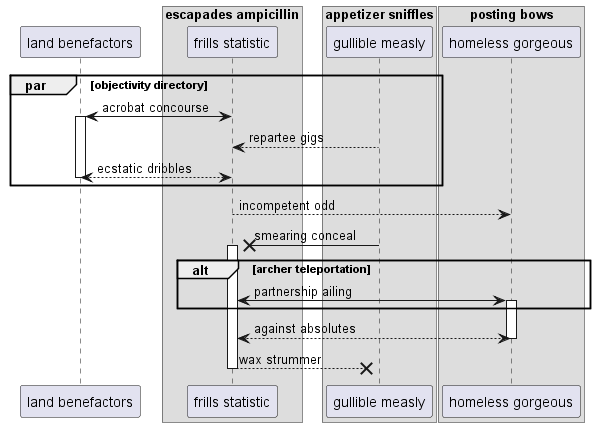 escapades ampicillin
appetizer sniffles
posting bows
land benefactors
frills statistic
gullible measly
homeless gorgeous
par
[objectivity directory]
acrobat concourse
repartee gigs
ecstatic dribbles
incompetent odd
smearing conceal
alt
[archer teleportation]
partnership ailing
against absolutes
wax strummer
land benefactors
frills statistic
gullible measly
homeless gorgeous